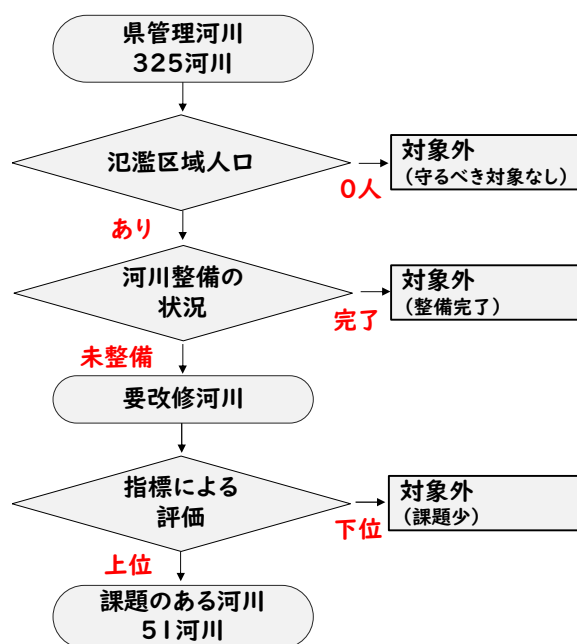 県管理河川
325河川
氾濫区域人口
対象外
(守るべき対象なし)
0人
あり
河川整備の
状況
対象外
(整備完了)
完了
未整備
要改修河川
指標による
評価
対象外
(課題少)
下位
上位
課題のある河川
51河川